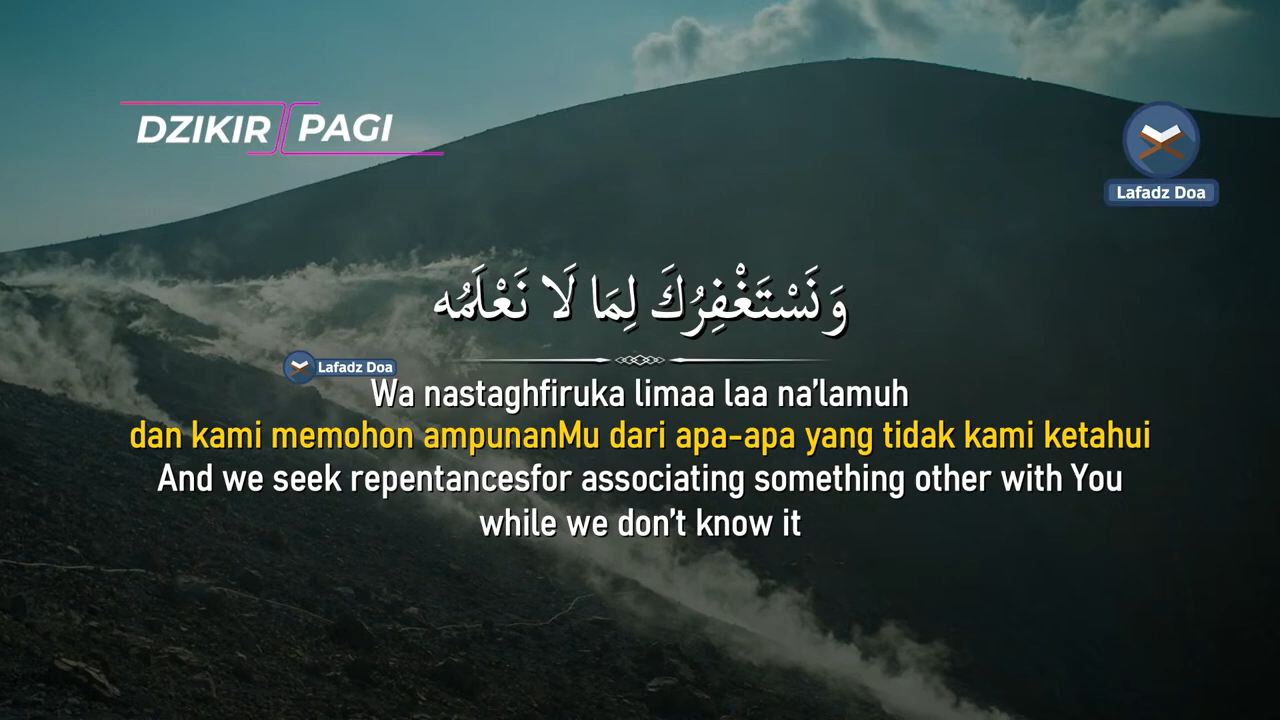 DZIKIR PAGI
Lafadz Doa
وَنَسْتَغْفِرُكَ لِمَا لَا نَعْلَمُه
Lafadz Doa
Wa nastaghfiruka limaa laa na’lamuh
dan kami memohon ampunanMu dari apa-apa yang tidak kami ketahui
And we seek repentancesfor associating something other with You
while we don’t know it